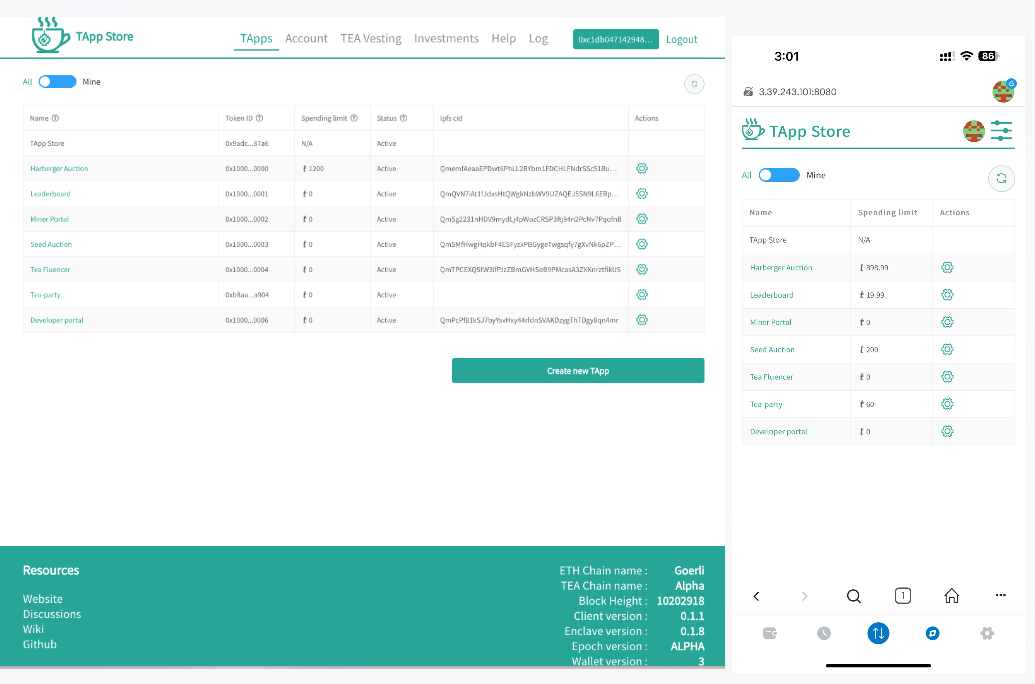 TApp Store
TApps Account TEA Vesting Investments Help Log 0xc1db047142948... Logout
All Mine
Name Token ID Spending limit Status Ipfs cid Actions
TApp Store 0x9adc...87a6 N/A Active
Harberger Auction 0x1000...0000 ₺ 1200 Active
Leaderboard 0x1000...0001 ₺ 0 Active
Miner Portal 0x1000...0002 ₺ 0 Active
Seed Auction 0x1000...0003 ₺ 0 Active
Tea Fluencer 0x1000...0004 ₺ 0 Active
Tea-party 0xb8aa...a904 ₺ 0 Active
Developer portal 0x1000...0006 ₺ 0 Active
Create new TApp
Resources
Website
Discussions
Wiki
Github
ETH Chain name : Goerli
TEA Chain name : Alpha
Block Height : 10202918
Client version : 0.1.1
Enclave version : 0.1.8
Epoch version : ALPHA
Wallet version : 3
3:01 86
3.39.243.101:8080 G
TApp Store
All Mine
Name Spending limit Actions
TApp Store N/A
Harberger Auction ₺ 898.99
Leaderboard ₺ 19.99
Miner Portal ₺ 0
Seed Auction ₺ 200
Tea Fluencer ₺ 0
Tea-party ₺ 60
Developer portal ₺ 0
1